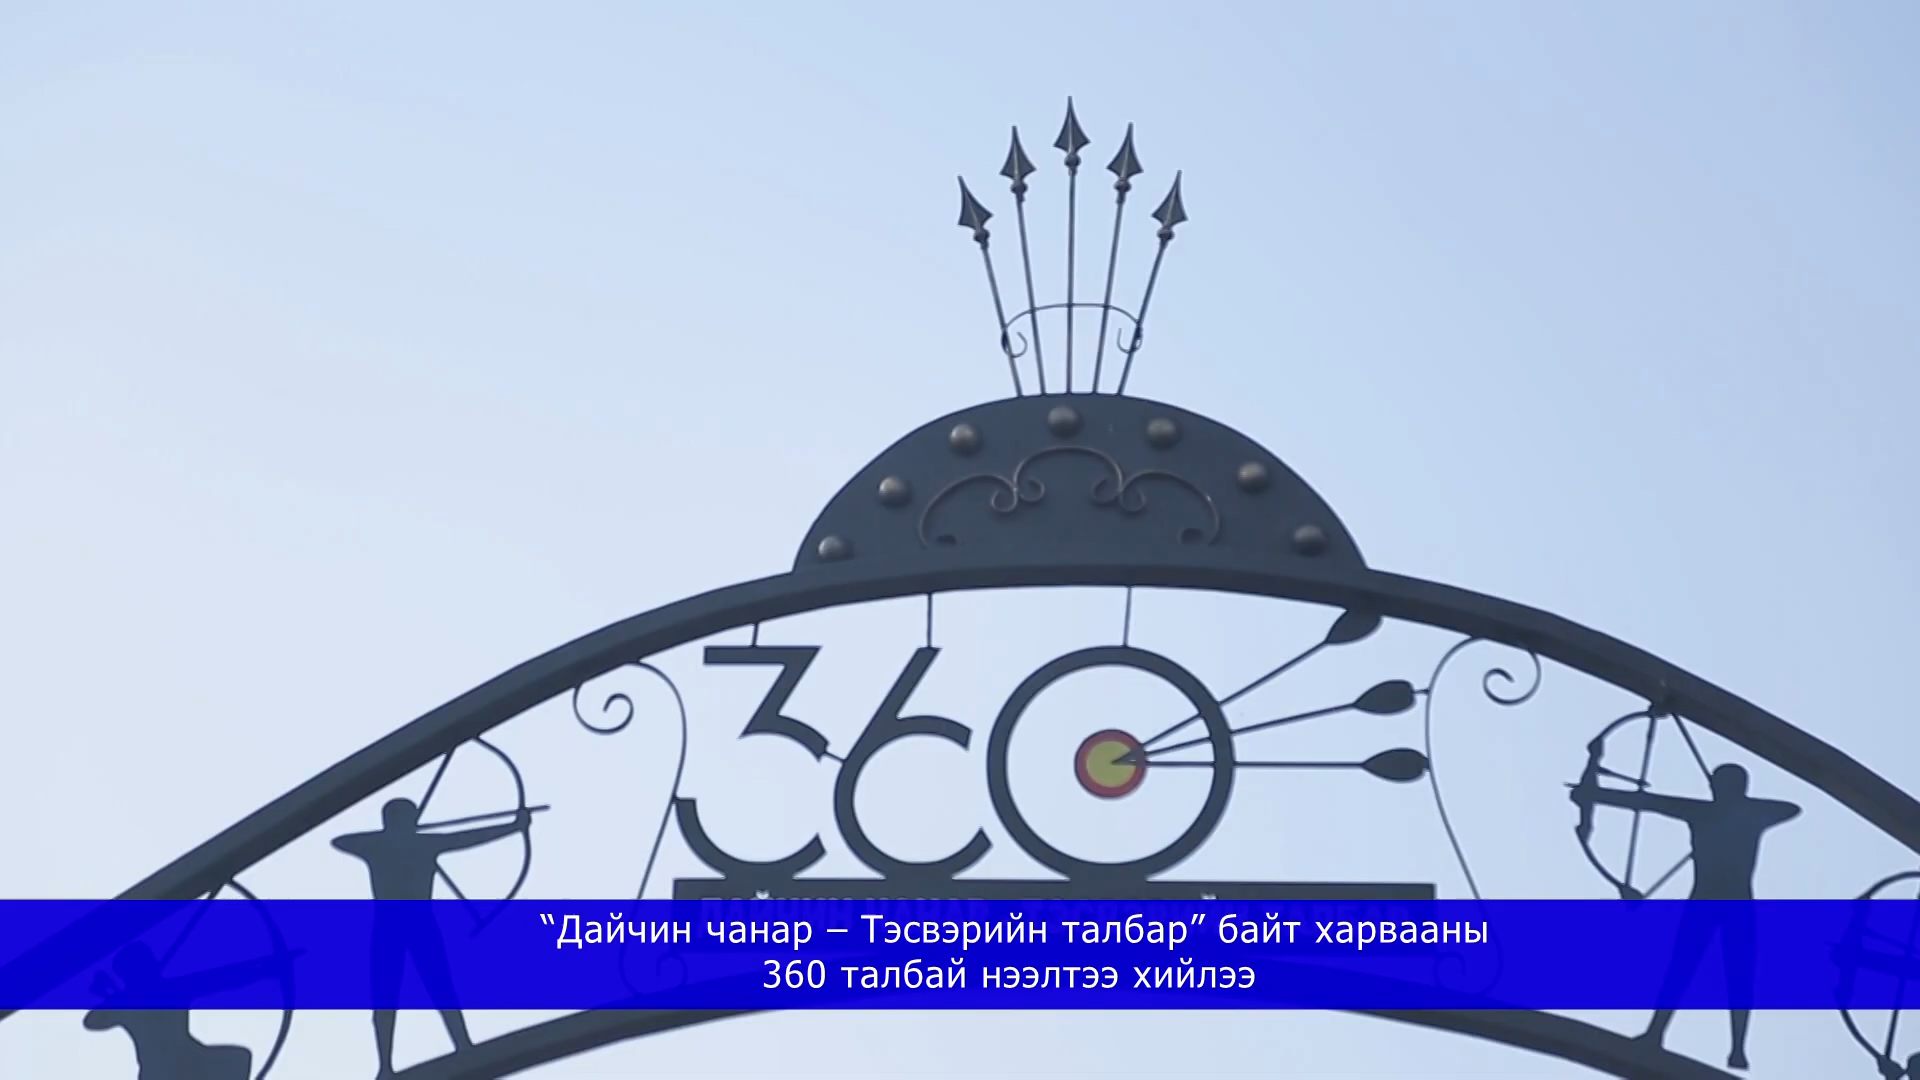 360
“Дайчин чанар – Тэсвэрийн талбар” байт харвааны
360 талбай нээлтээ хийлээ